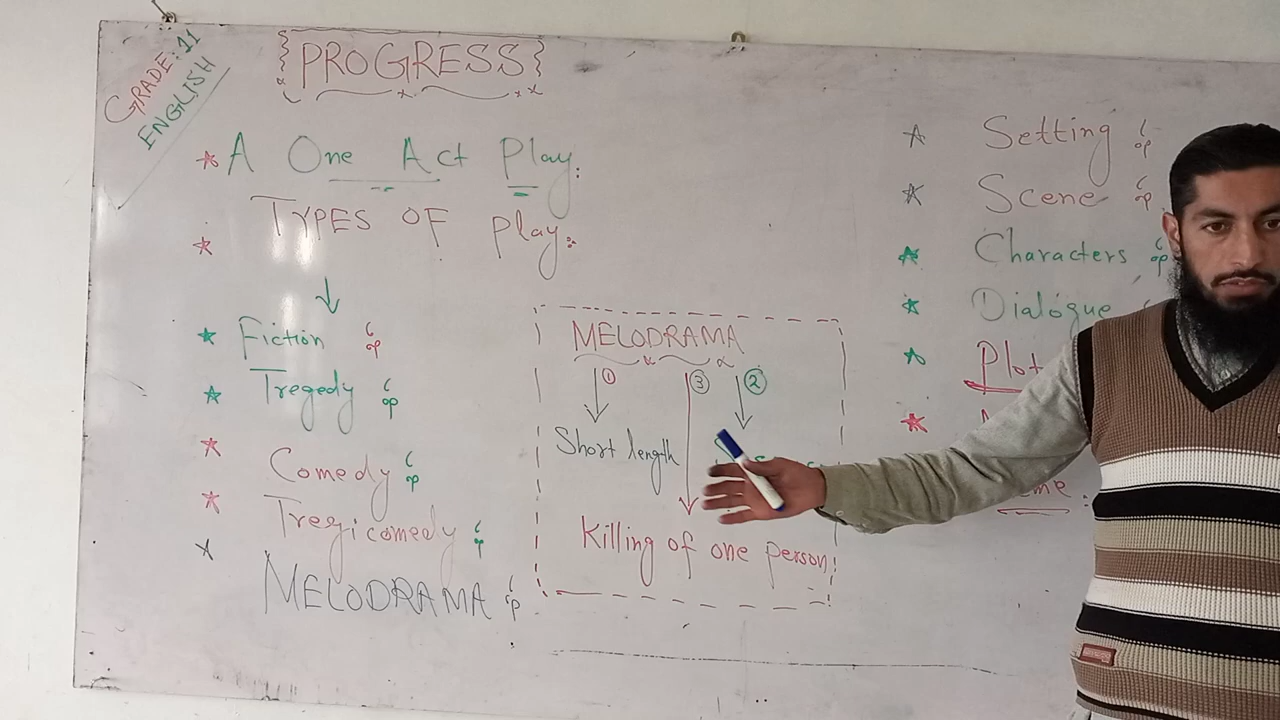 GRADE: 11
ENGLISH
PROGRESS
A One Act Play:
TYPES OF Play:
Fiction
Tregedy
Comedy
Tregicomedy
MELODRAMA
MELODRAMA
① ③ ②
Short length
Killing of one person
Setting
Scene
Characters
Dialogue
Plot